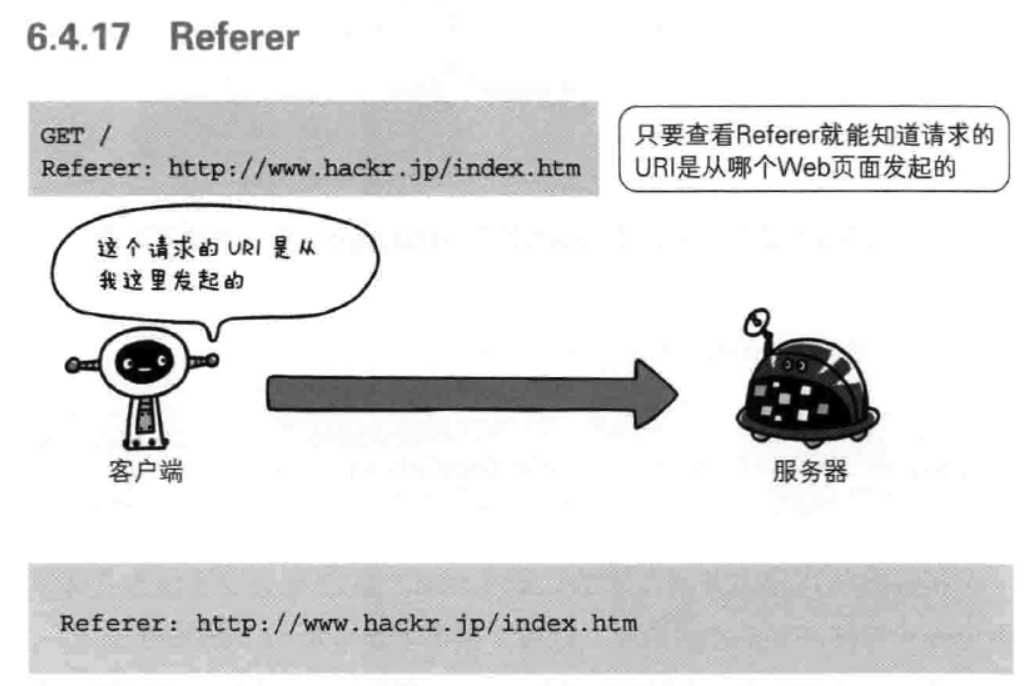 6.4.17 Referer
GET /
Referer: http://www.hackr.jp/index.htm
只要查看Referer就能知道请求的
URI是从哪个Web页面发起的
这个请求的 URI 是从
我这里发起的
客户端
服务器
Referer: http://www.hackr.jp/index.htm